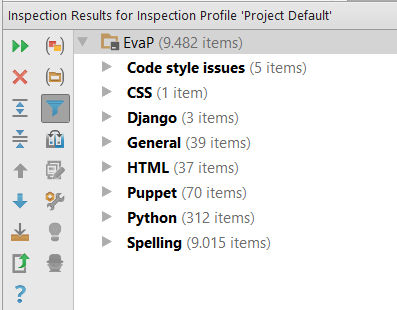 Inspection Results for Inspection Profile 'Project Default'
EvaP (9.482 items)
Code style issues (5 items)
CSS (1 item)
Django (3 items)
General (39 items)
HTML (37 items)
Puppet (70 items)
Python (312 items)
Spelling (9.015 items)
?